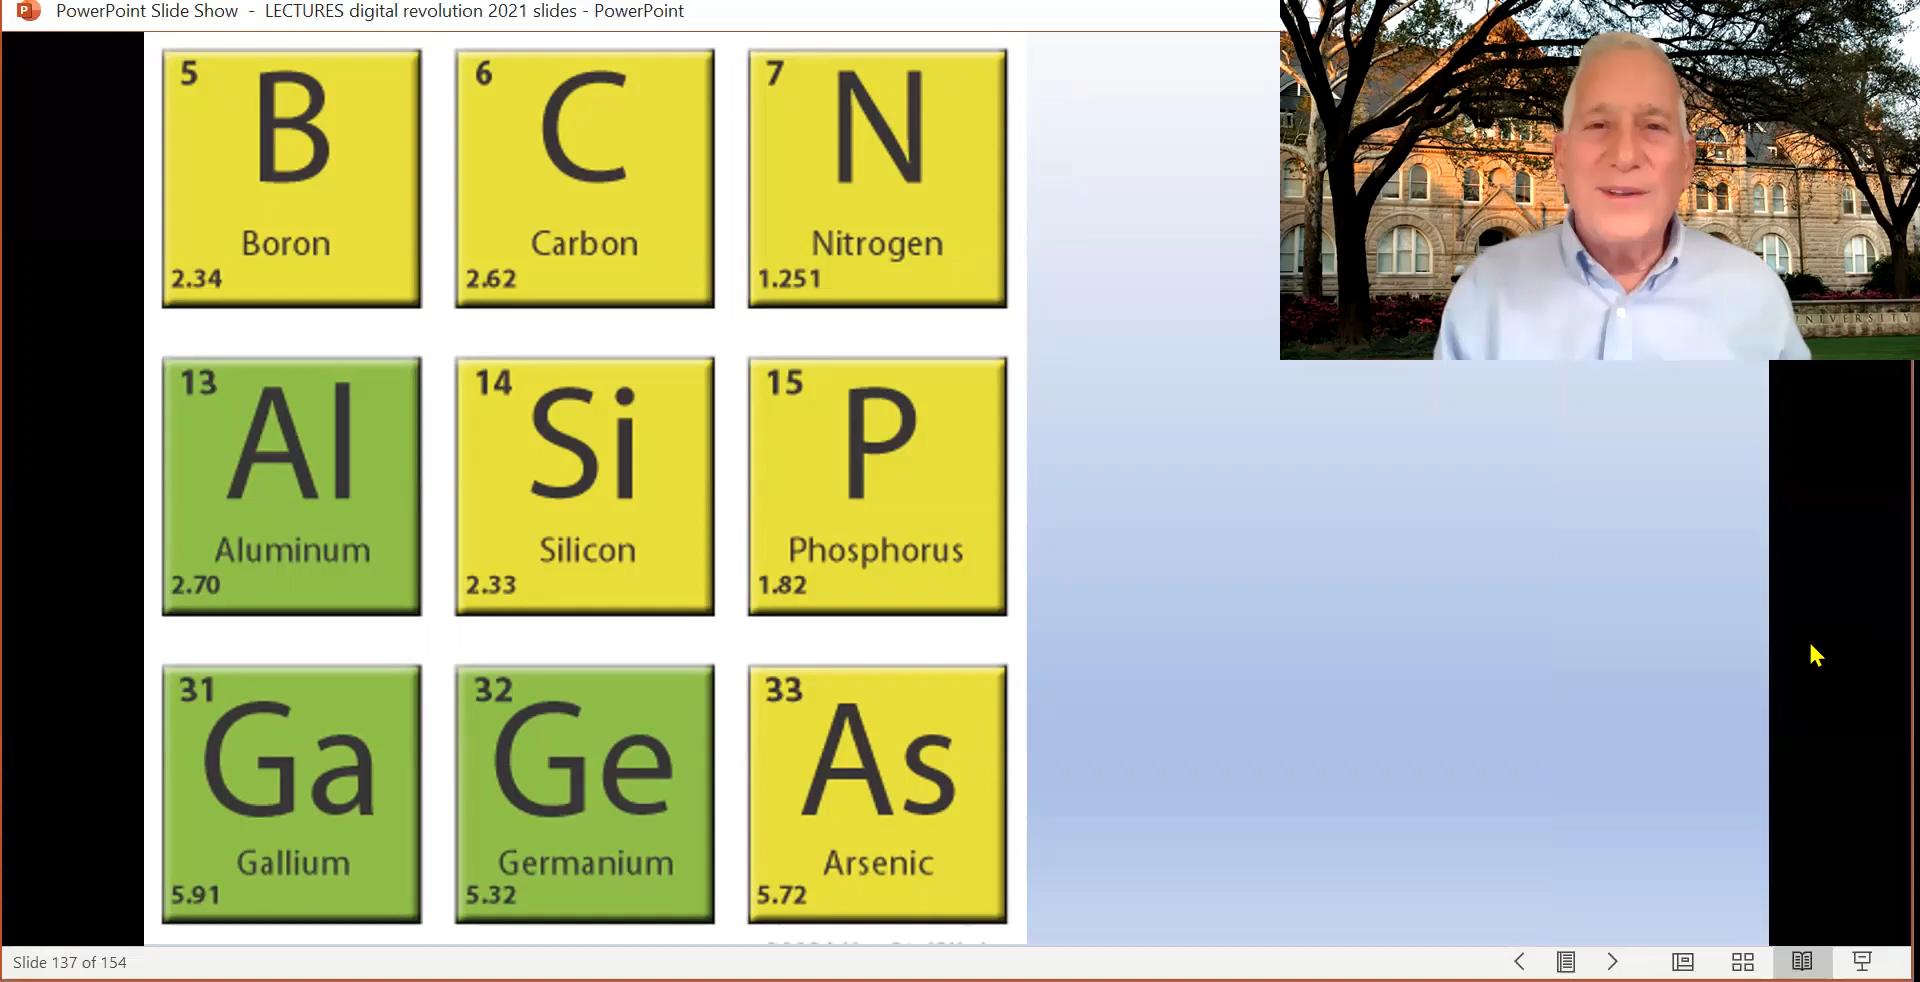 PowerPoint Slide Show - LECTURES digital revolution 2021 slides - PowerPoint
5
B
Boron
2.34
6
C
Carbon
2.62
7
N
Nitrogen
1.251
13
Al
Aluminum
2.70
14
Si
Silicon
2.33
15
P
Phosphorus
1.82
31
Ga
Gallium
5.91
32
Ge
Germanium
5.32
33
As
Arsenic
5.72
NIVERSITY
Slide 137 of 154